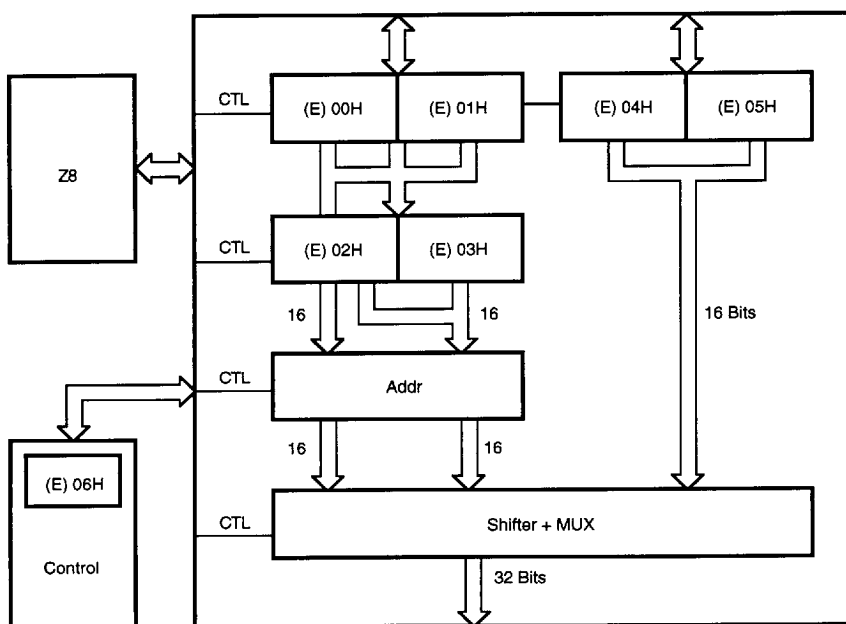 CTL
(E) 00H
(E) 01H
(E) 04H
(E) 05H
Z8
CTL
(E) 02H
(E) 03H
16
16
16 Bits
CTL
Addr
16
16
(E) 06H
Control
CTL
Shifter + MUX
32 Bits